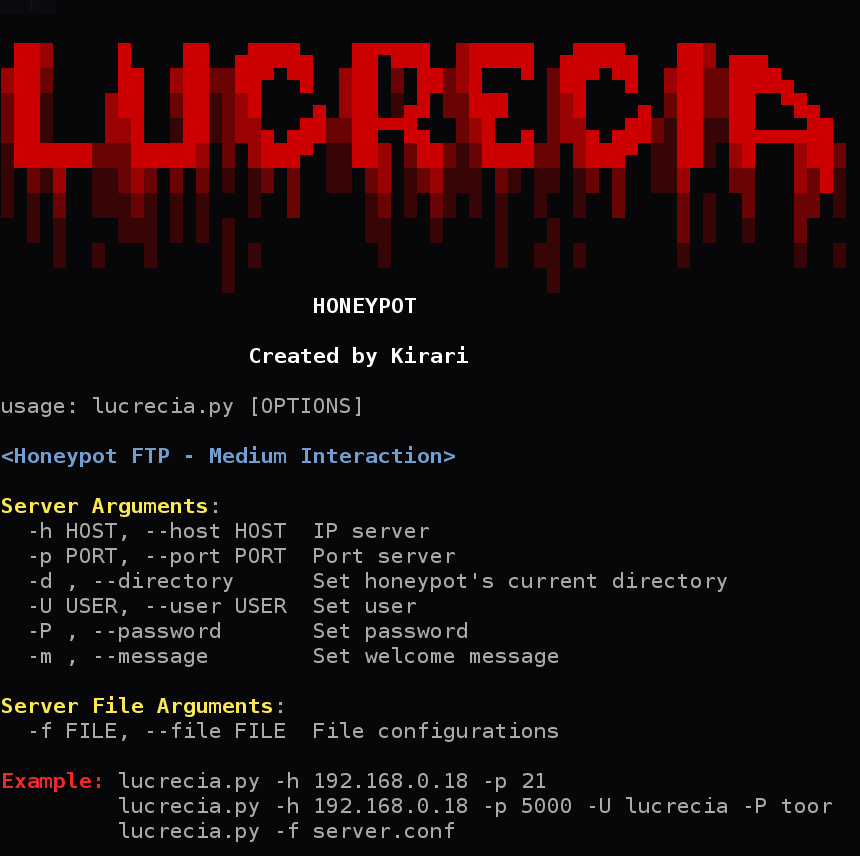 LUCRECIA
HONEYPOT
Created by Kirari
usage: lucrecia.py [OPTIONS]
<Honeypot FTP - Medium Interaction>
Server Arguments:
-h HOST, --host HOST  IP server
-p PORT, --port PORT  Port server
-d , --directory      Set honeypot's current directory
-U USER, --user USER  Set user
-P , --password       Set password
-m , --message        Set welcome message
Server File Arguments:
-f FILE, --file FILE  File configurations
Example: lucrecia.py -h 192.168.0.18 -p 21
lucrecia.py -h 192.168.0.18 -p 5000 -U lucrecia -P toor
lucrecia.py -f server.conf